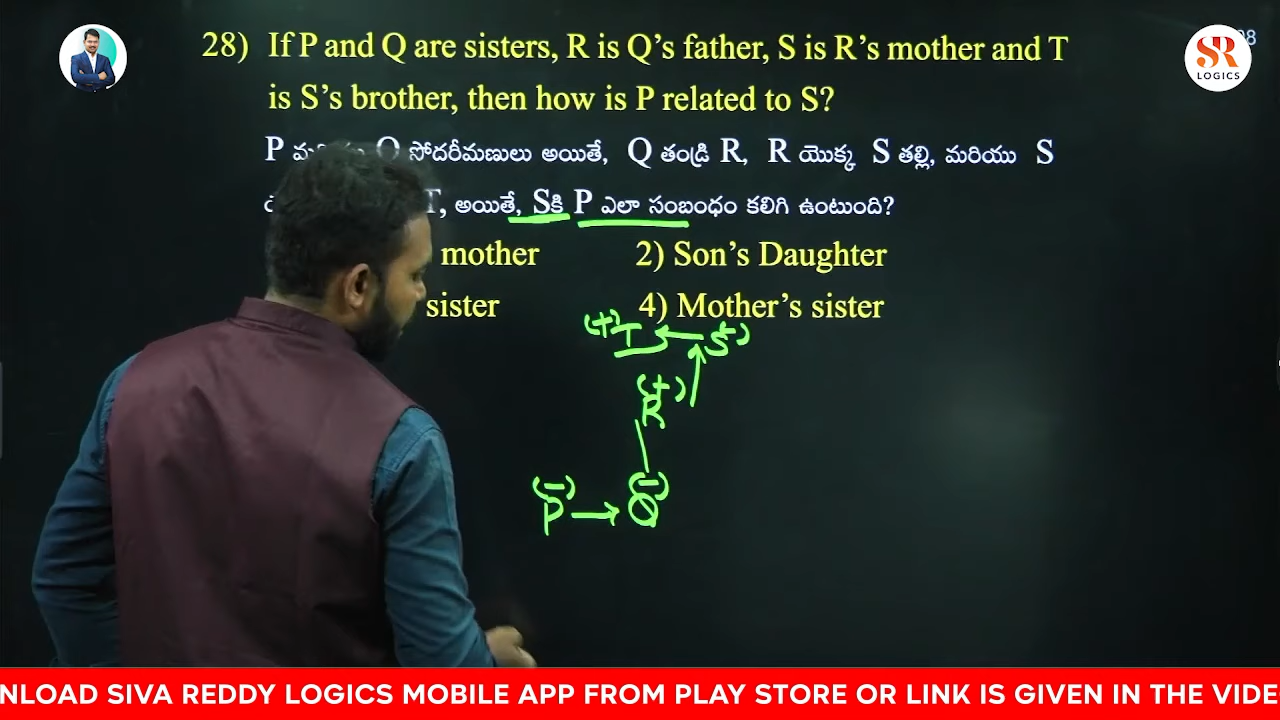 28) If P and Q are sisters, R is Q's father, S is R's mother and T
is S's brother, then how is P related to S?
P Q సోదరీమణులు అయితే, Q తండ్రి R, R యొక్క S తల్లి, మరియు S
T, అయితే, Sకి P ఎలా సంబంధం కలిగి ఉంటుంది?
mother 2) Son's Daughter
sister 4) Mother's sister
(+) T S (-)
(+)
R
(-) (-)
P Q
SR
LOGICS
NLOAD SIVA REDDY LOGICS MOBILE APP FROM PLAY STORE OR LINK IS GIVEN IN THE VIDE